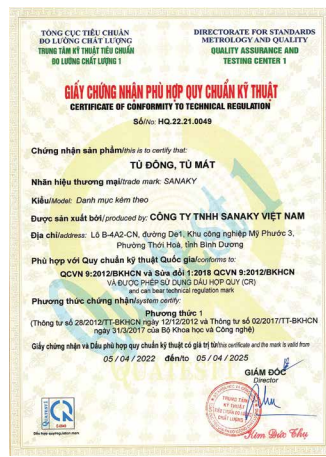 TỔNG CỤC TIÊU CHUẨN
ĐO LƯỜNG CHẤT LƯỢNG
TRUNG TÂM KỸ THUẬT TIÊU CHUẨN
ĐO LƯỜNG CHẤT LƯỢNG 1
DIRECTORATE FOR STANDARDS
METROLOGY AND QUALITY
QUALITY ASSURANCE AND
TESTING CENTER 1
GIẤY CHỨNG NHẬN PHÙ HỢP QUY CHUẨN KỸ THUẬT
CERTIFICATE OF CONFORMITY TO TECHNICAL REGULATION
Số/No: HQ.22.21.0049
Chứng nhận sản phẩm/this is to certify that:
TỦ ĐÔNG, TỦ MÁT
Nhãn hiệu thương mại/trade mark: SANAKY
Kiểu/Model: Danh mục kèm theo
Được sản xuất bởi/produced by: CÔNG TY TNHH SANAKY VIỆT NAM
Địa chỉ/address: Lô B-4A2-CN, đường De1, Khu công nghiệp Mỹ Phước 3,
Phường Thới Hoà, tỉnh Bình Dương
Phù hợp với Quy chuẩn kỹ thuật Quốc gia/conforms to:
QCVN 9:2012/BKHCN và Sửa đổi 1:2018 QCVN 9:2012/BKHCN
VÀ ĐƯỢC PHÉP SỬ DỤNG DẤU HỢP QUY (CR)
and can bear technical regulation mark
Phương thức chứng nhận/system certify:
Phương thức 1
(Thông tư số 28/2012/TT-BKHCN ngày 12/12/2012 và Thông tư số 02/2017/TT-BKHCN
ngày 31/3/2017 của Bộ Khoa học và Công nghệ)
Giấy chứng nhận và Dấu phù hợp quy chuẩn kỹ thuật có giá trị từ/this certificate and the mark is valid from
05/04/2022 đến/to 05/04/2025
GIÁM ĐỐC
Director
TRUNG TÂM
KỸ THUẬT
CHẤT LƯỢNG 1